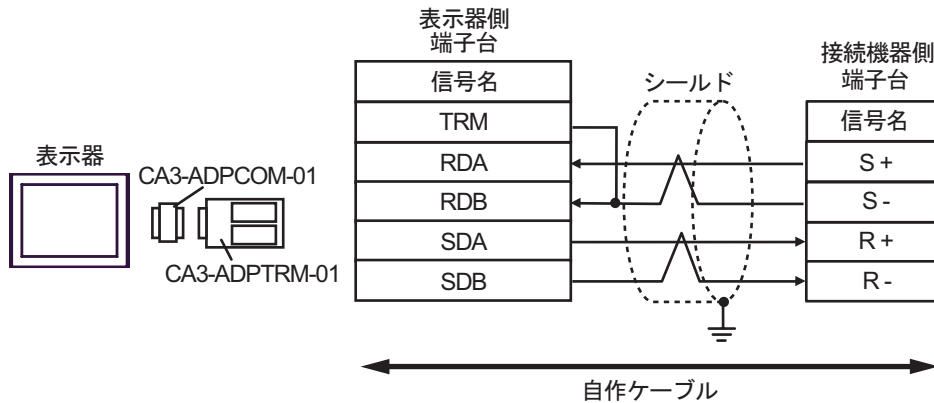 表示器
CA3-ADPCOM-01
CA3-ADPTRM-01
表示器側
端子台
信号名
TRM
RDA
RDB
SDA
SDB
シールド
接続機器側
端子台
信号名
S +
S -
R +
R -
自作ケーブル